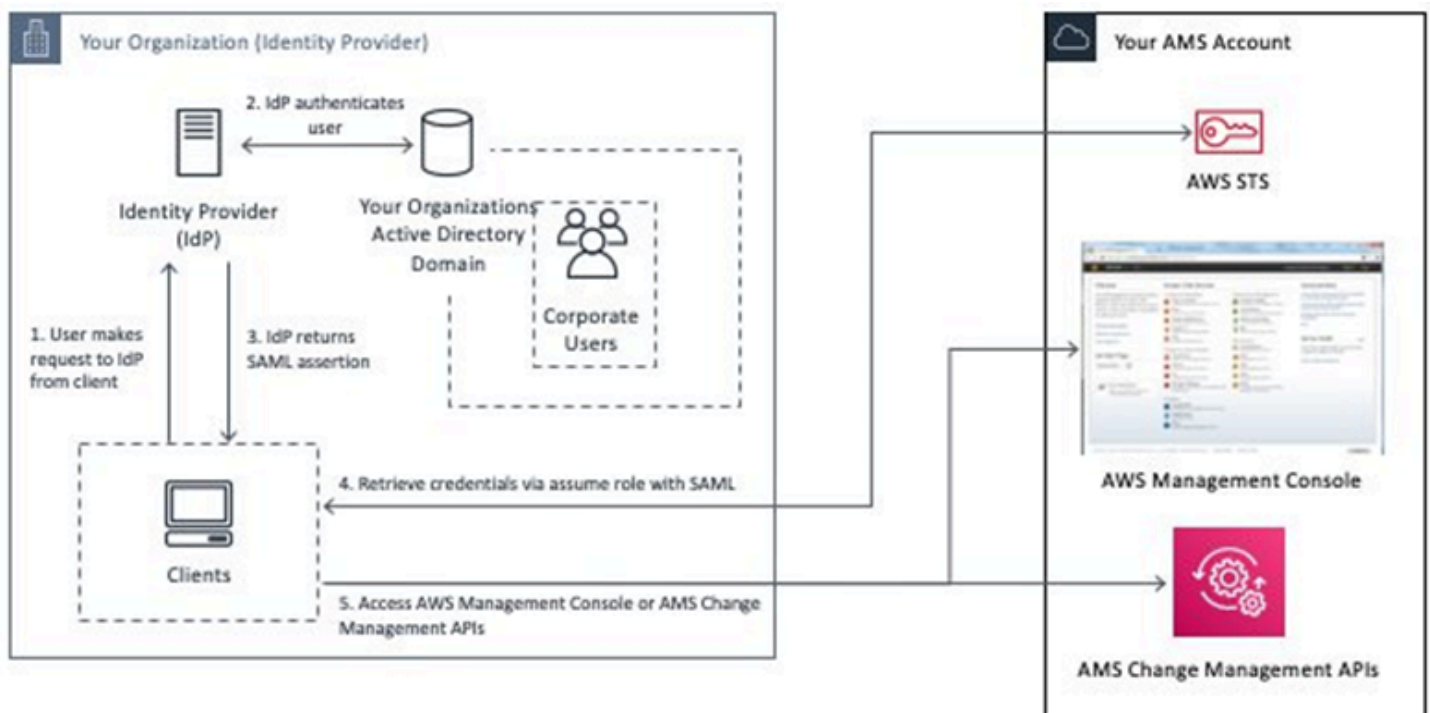 Your Organization (Identity Provider)
2. IdP authenticates
user
Identity Provider
(IdP)
Your Organizations
Active Directory
Domain
Corporate
Users
1. User makes
request to IdP
from client
3. IdP returns
SAML assertion
Clients
4. Retrieve credentials via assume role with SAML
5. Access AWS Management Console or AMS Change
Management APIs
Your AMS Account
AWS STS
AWS Management Console
AMS Change Management APIs